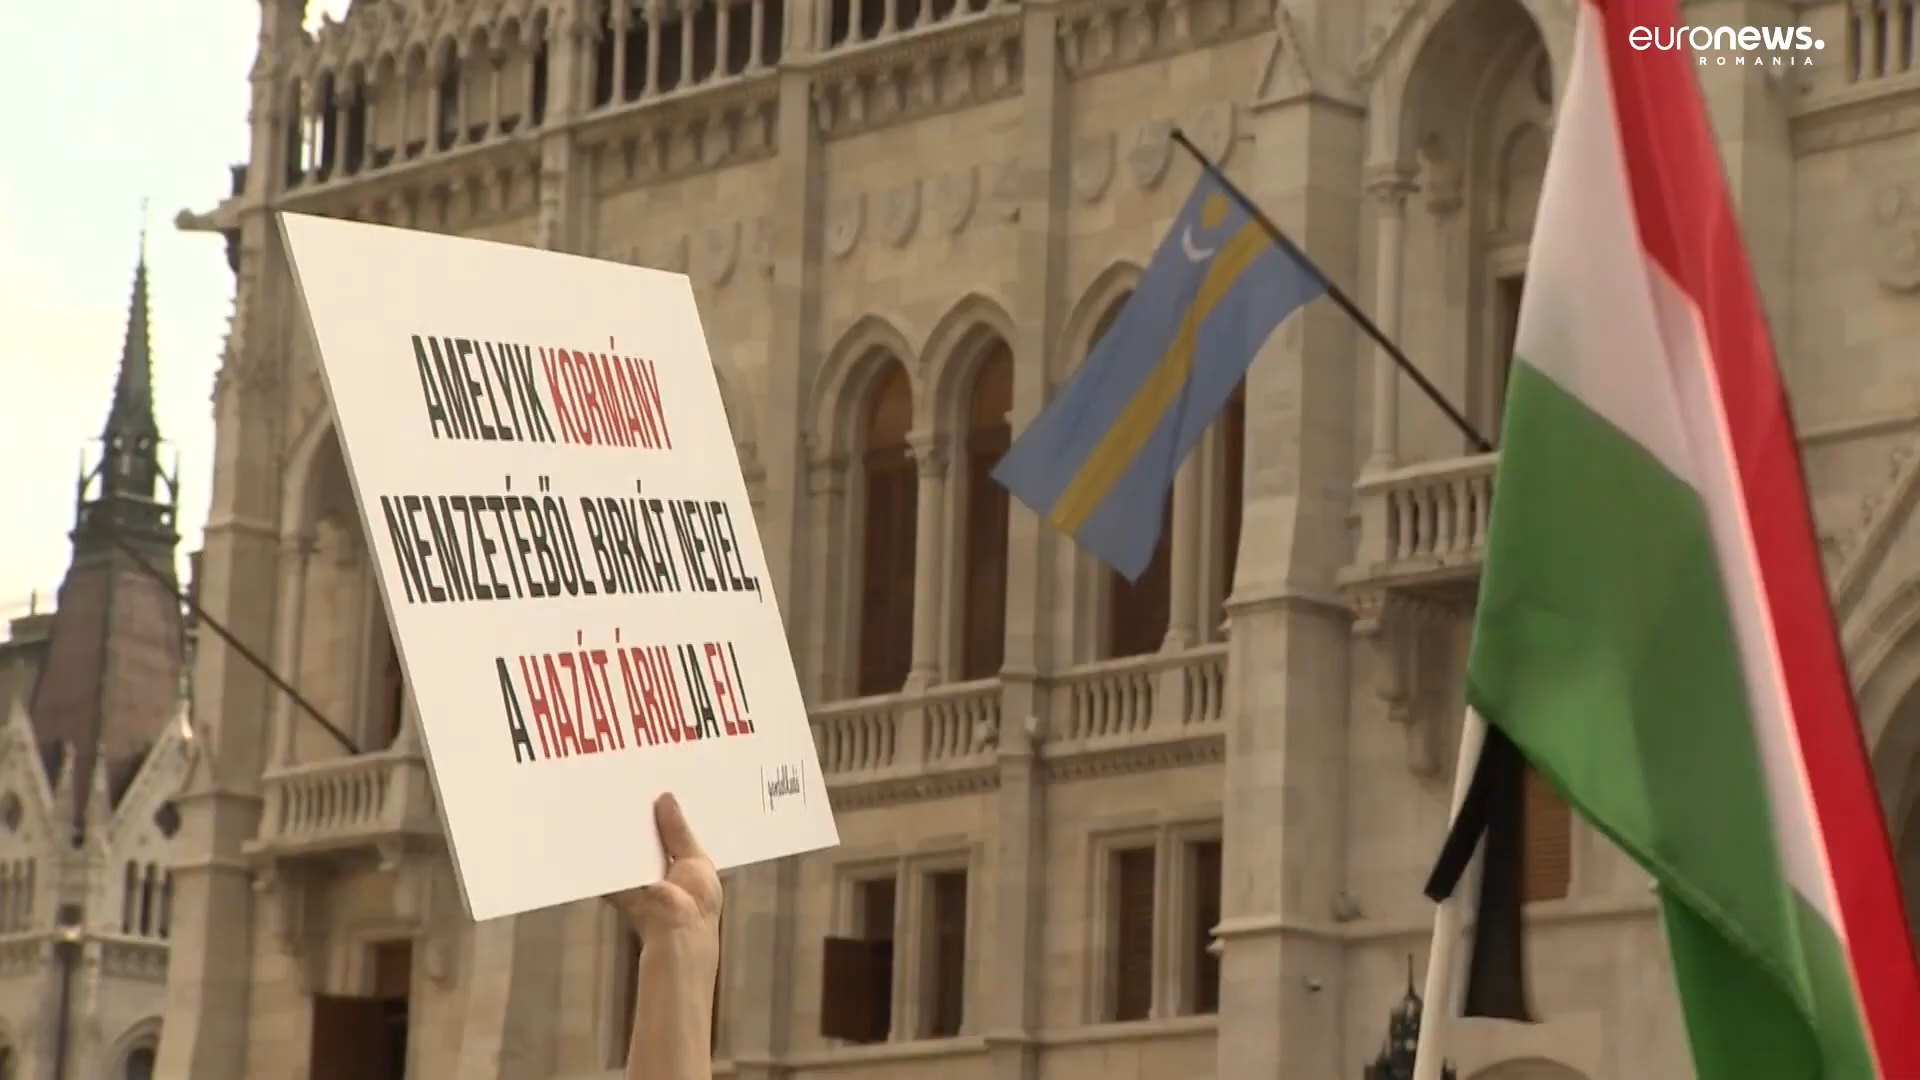 euronews.
ROMANIA
AMELYIK KORMÁNY
NEMZETÉBŐL BIRKÁT NEVEL,
A HAZÁT ÁRULJA EL!